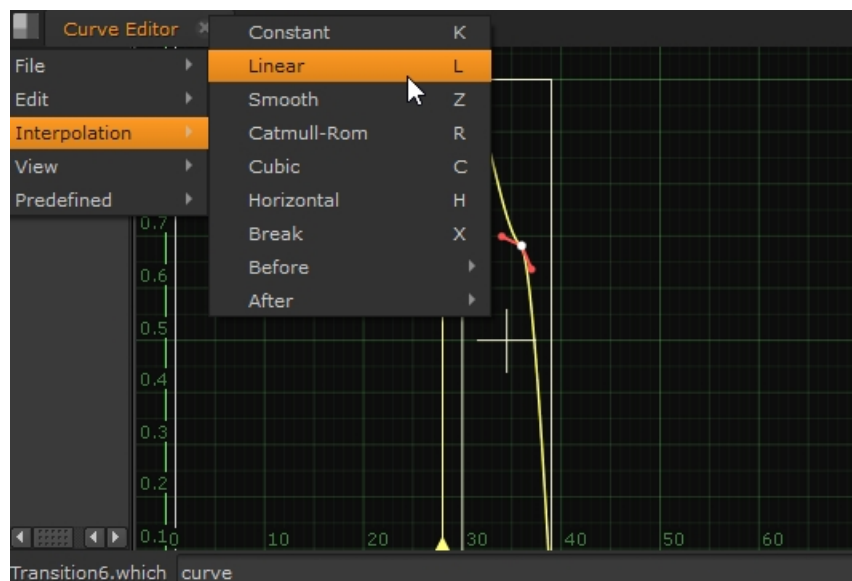 Curve Editor
File
Edit
Interpolation
View
Predefined
Constant K
Linear L
Smooth Z
Catmull-Rom R
Cubic C
Horizontal H
Break X
Before
After
0.7
0.6
0.5
0.4
0.3
0.2
0.1
0 10 20 30 40 50 60
Transition6.which curve